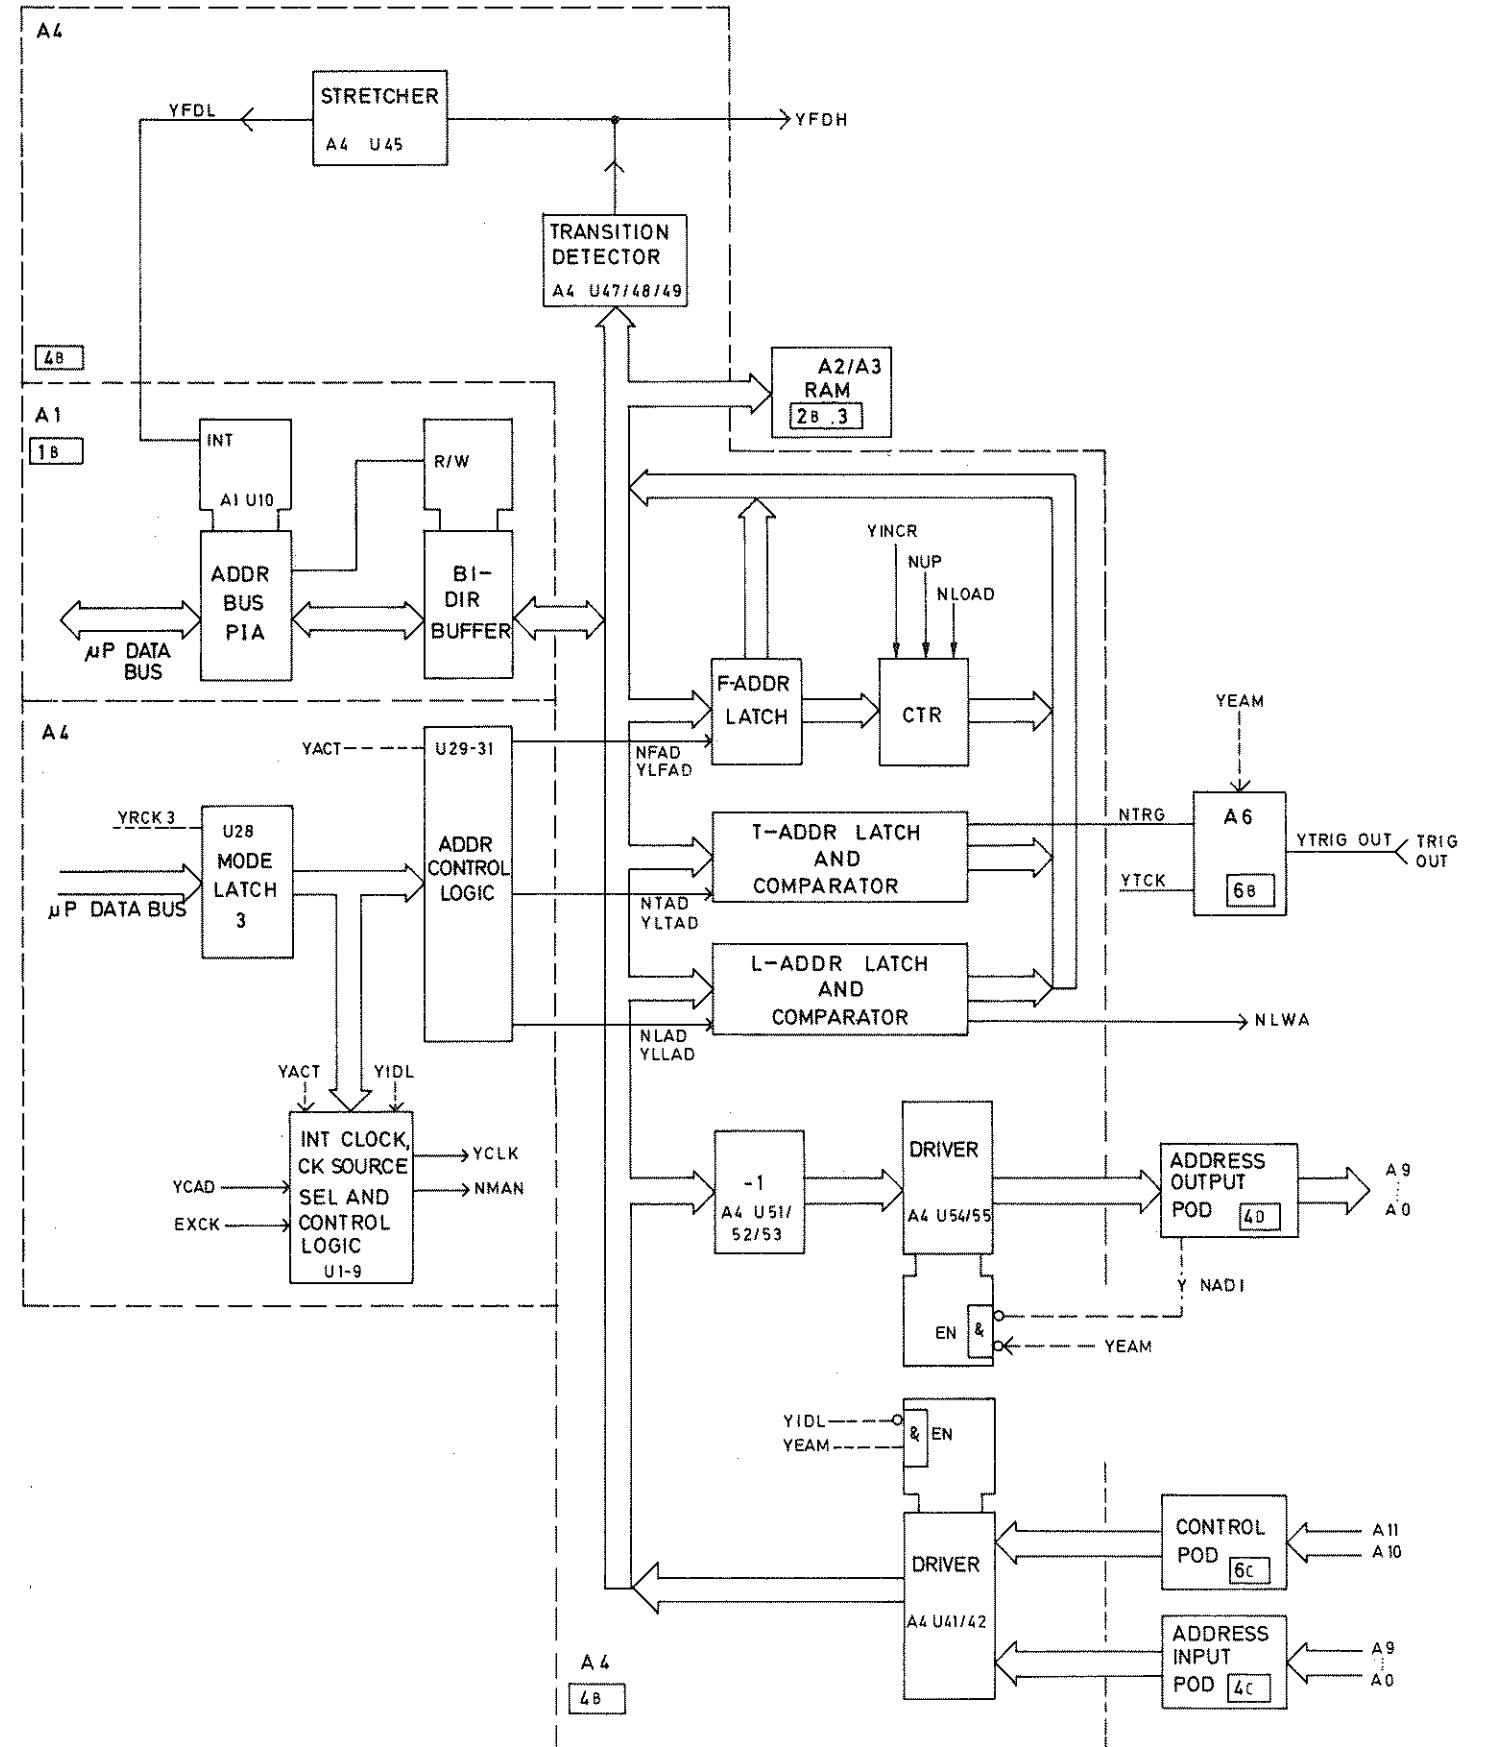 A4
STRETCHER
A4 U45
YFDL
YFDH
TRANSITION
DETECTOR
A4 U47/48/49
4B
A2/A3
RAM
2B .3
A1
1B
INT
A1 U10
R/W
ADDR
BUS
PIA
BI-
DIR
BUFFER
µP DATA
BUS
YINCR
NUP
NLOAD
F-ADDR
LATCH
CTR
A4
YACT
U29-31
NFAD
YLFAD
YEAM
YRCK3
U28
MODE
LATCH
3
µP DATA BUS
ADDR
CONTROL
LOGIC
T-ADDR LATCH
AND
COMPARATOR
NTAD
YLTAD
NTRG
A6
6B
YTCK
YTRIG OUT
TRIG
OUT
L-ADDR LATCH
AND
COMPARATOR
NLAD
YLLAD
NLWA
YACT
YIDL
INT CLOCK,
CK SOURCE
SEL AND
CONTROL
LOGIC
U1-9
YCAD
EXCK
YCLK
NMAN
-1
A4 U51/
52/53
DRIVER
A4 U54/55
ADDRESS
OUTPUT
POD 4D
A9
A0
Y NADI
EN &
YEAM
YIDL
YEAM
& EN
DRIVER
A4 U41/42
CONTROL
POD 6C
A11
A10
ADDRESS
INPUT
POD 4C
A9
A0
A4
4B